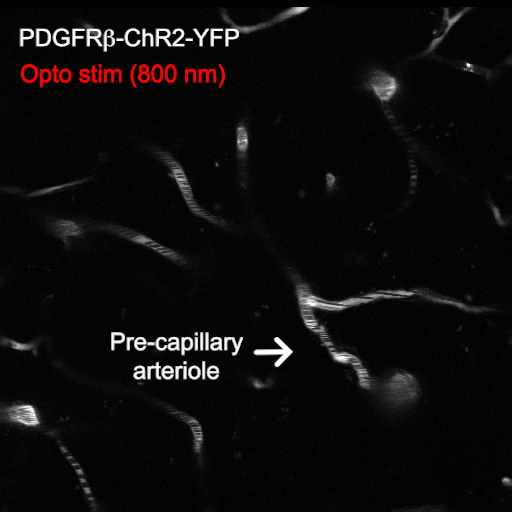 PDGFRβ-ChR2-YFP
Opto stim (800 nm)
Pre-capillary
arteriole